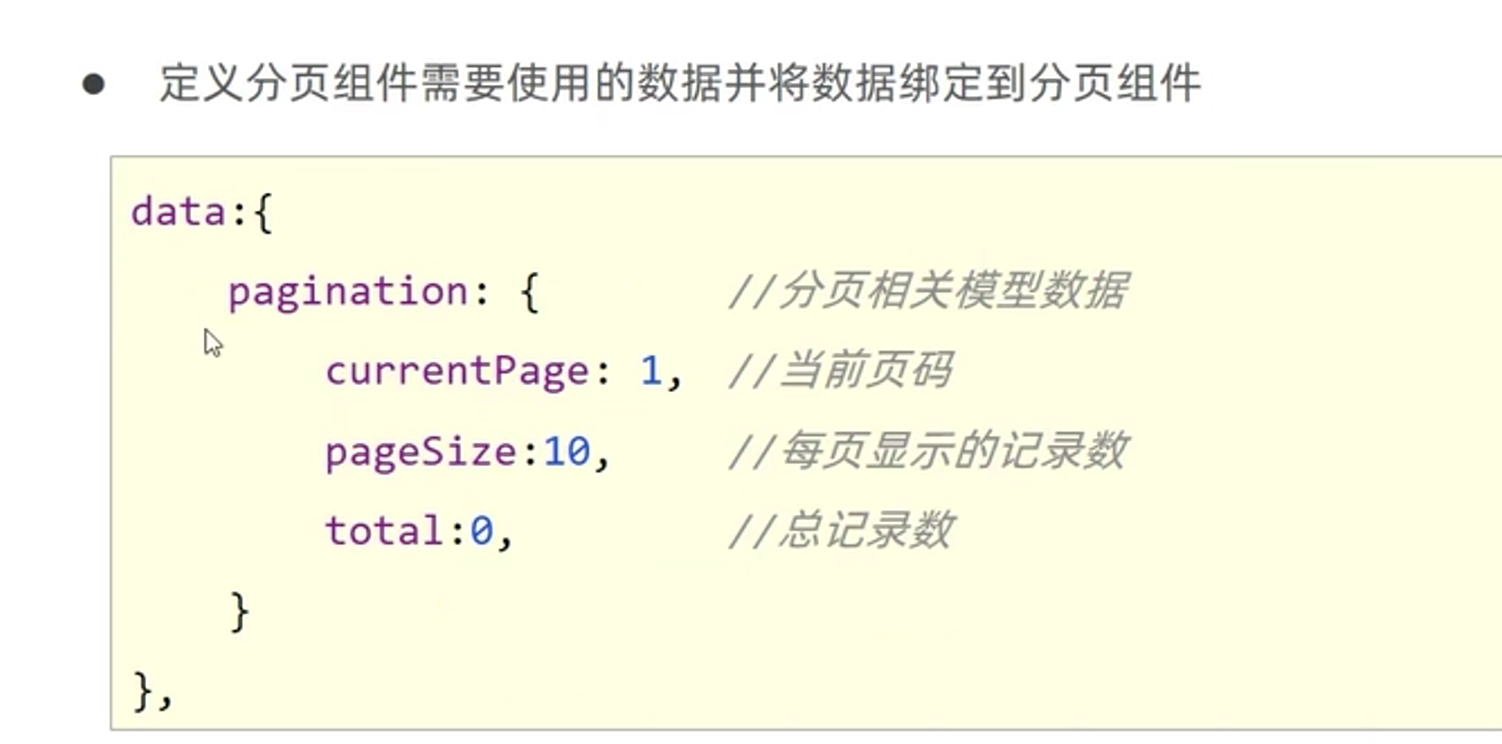 ● 定义分页组件需要使用的数据并将数据绑定到分页组件
data:{
pagination: { //分页相关模型数据
currentPage: 1, //当前页码
pageSize:10, //每页显示的记录数
total:0, //总记录数
}
},